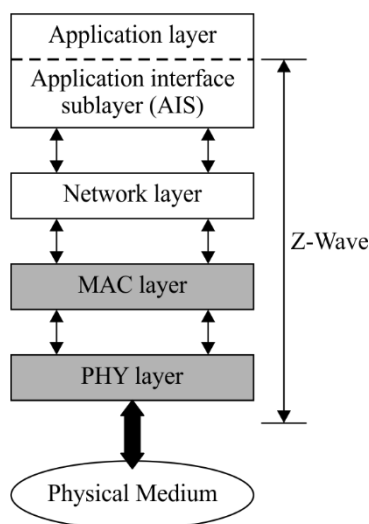 Application layer
Application interface
sublayer (AIS)
Network layer
Z-Wave
MAC layer
PHY layer
Physical Medium